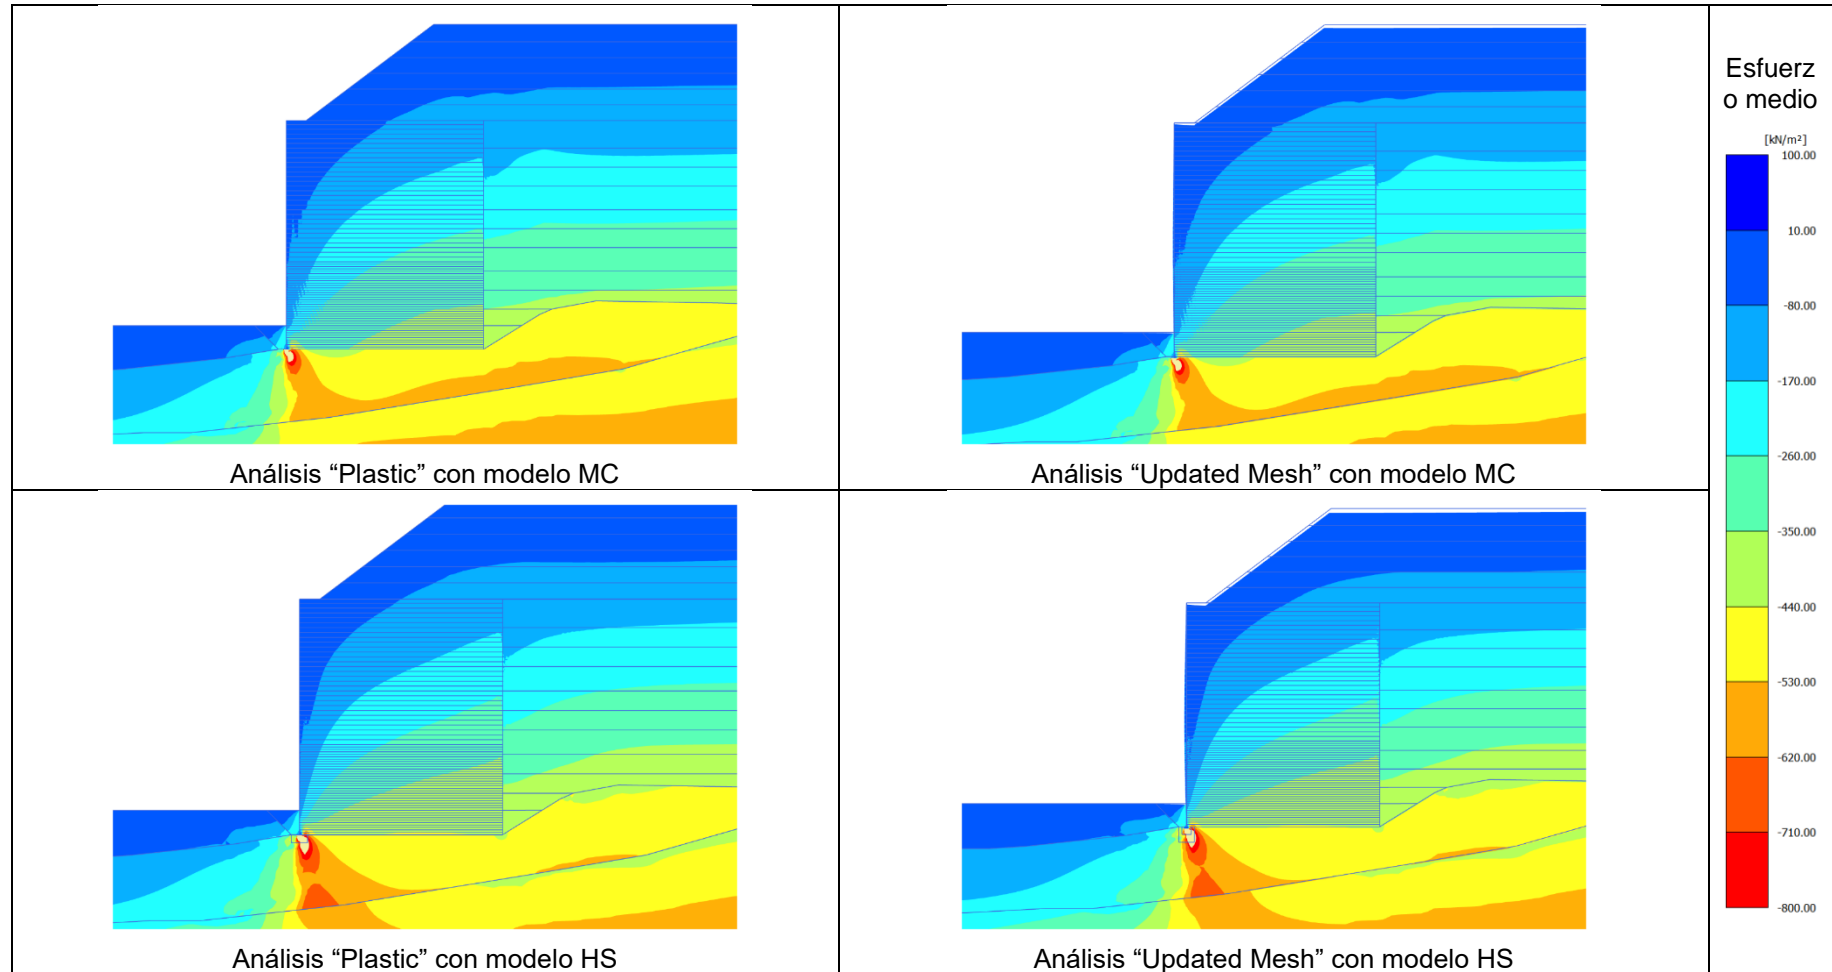 Análisis “Plastic” con modelo MC
Análisis “Updated Mesh” con modelo MC
Análisis “Plastic” con modelo HS
Análisis “Updated Mesh” con modelo HS
Esfuerz
o medio
[kN/m²]
100.00
10.00
-80.00
-170.00
-260.00
-350.00
-440.00
-530.00
-620.00
-710.00
-800.00